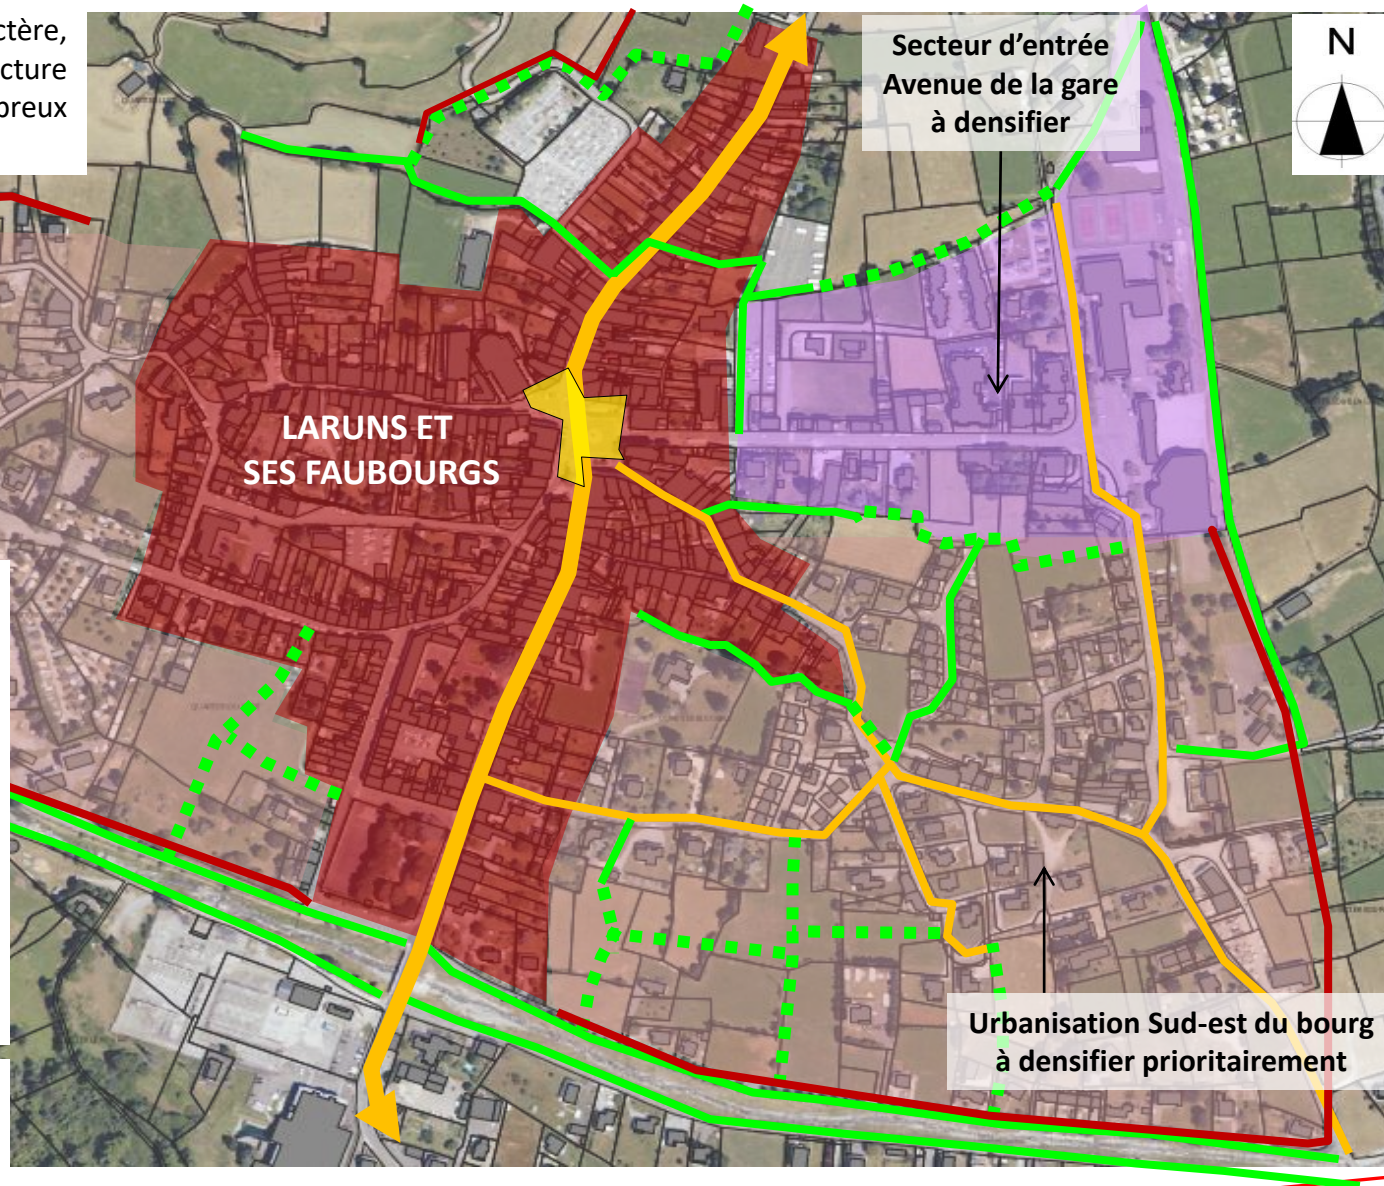 ctère,
cture
breux
Secteur d'entrée
Avenue de la gare
à densifier
N
LARUNS ET
SES FAUBOURGS
Urbanisation Sud-est du bourg
à densifier prioritairement